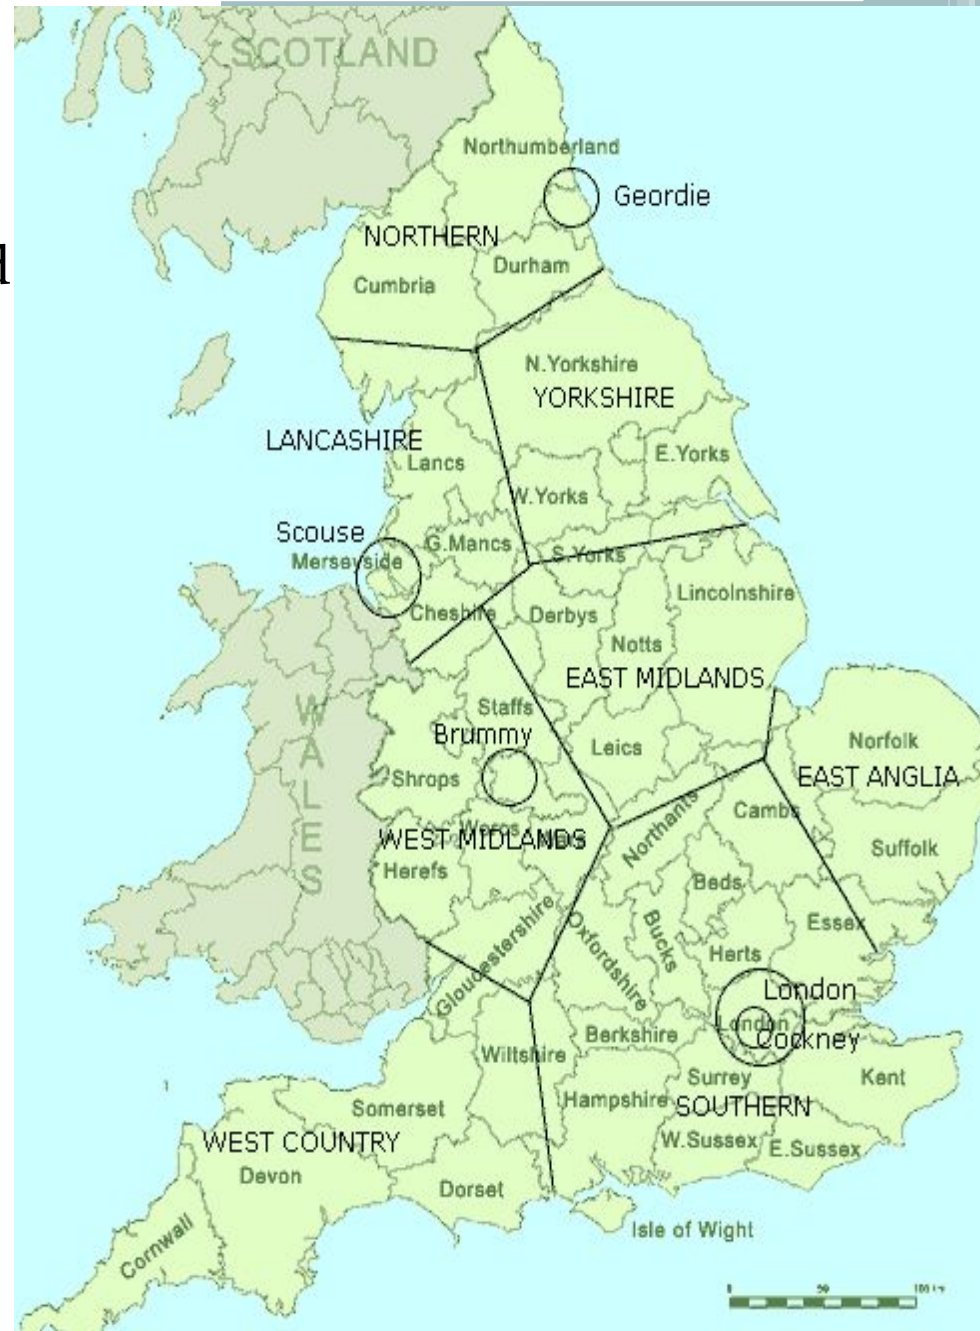 SCOTLAND
Northumberland
Geordie
NORTHERN
Durham
Cumbria
N.Yorkshire
YORKSHIRE
LANCASHIRE
Lancs
E.Yorks
W.Yorks
Scouse
G.Mancs
Merseyside
S.Yorks
Cheshire
Derbys
Lincolnshire
Notts
EAST MIDLANDS
WALES
Staffs
Brummy
Leics
Norfolk
Shrops
EAST ANGLIA
Cambs
Northants
Worcs
WEST MIDLANDS
Suffolk
Herefs
Beds
Essex
Gloucestershire
Oxfordshire
Bucks
Herts
London
London
Cockney
Berkshire
Wiltshire
Surrey
Kent
Hampshire
SOUTHERN
Somerset
W.Sussex
E.Sussex
WEST COUNTRY
Devon
Dorset
Isle of Wight
Cornwall